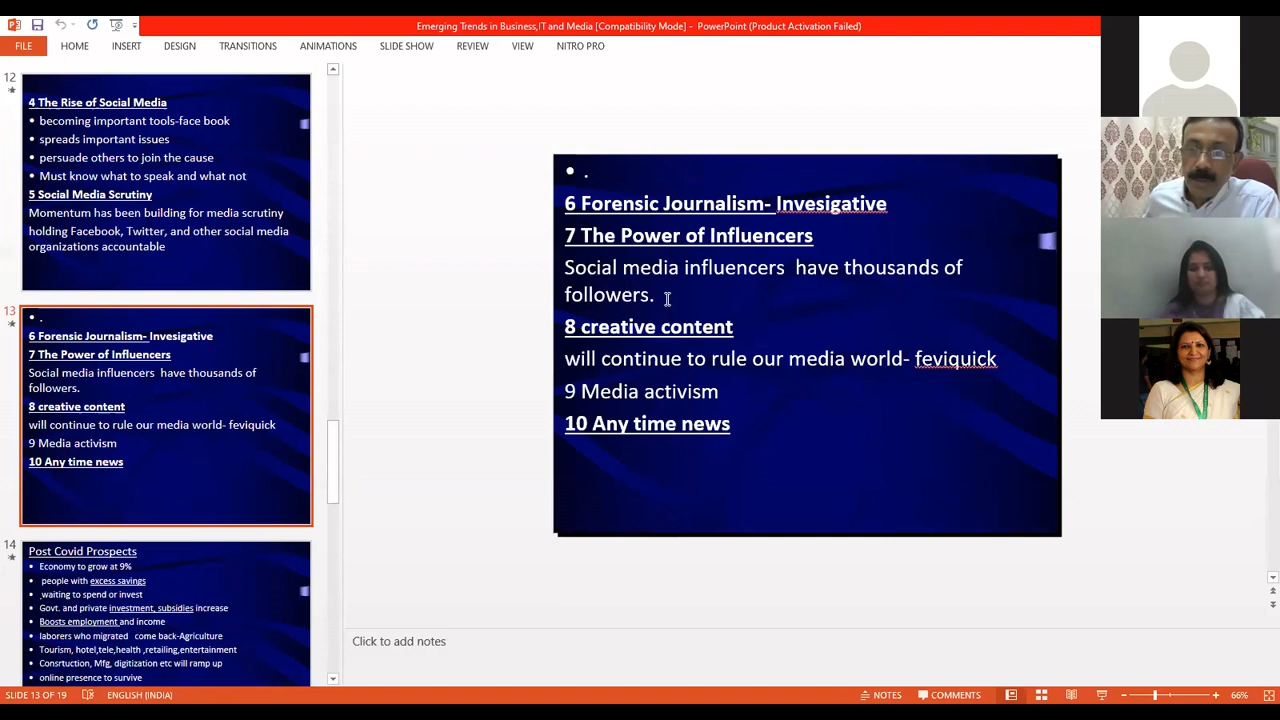 Emerging Trends in Business,IT and Media [Compatibility Mode] - PowerPoint (Product Activation Failed)
FILE HOME INSERT DESIGN TRANSITIONS ANIMATIONS SLIDE SHOW REVIEW VIEW NITRO PRO
12
4 The Rise of Social Media
• becoming important tools-face book
• spreads important issues
• persuade others to join the cause
• Must know what to speak and what not
5 Social Media Scrutiny
Momentum has been building for media scrutiny
holding Facebook, Twitter, and other social media
organizations accountable
13
• .
6 Forensic Journalism- Invesigative
7 The Power of Influencers
Social media influencers have thousands of
followers.
8 creative content
will continue to rule our media world- feviquick
9 Media activism
10 Any time news
14
Post Covid Prospects
• Economy to grow at 9%
• people with excess savings
• .waiting to spend or invest
• Govt. and private investment, subsidies increase
• Boosts employment and income
• laborers who migrated come back-Agriculture
• Tourism, hotel,tele,health ,retailing,entertainment
• Consrtuction, Mfg, digitization etc will ramp up
• online presence to survive
• .
6 Forensic Journalism- Invesigative
7 The Power of Influencers
Social media influencers have thousands of
followers.
8 creative content
will continue to rule our media world- feviquick
9 Media activism
10 Any time news
Click to add notes
SLIDE 13 OF 19 ENGLISH (INDIA) NOTES COMMENTS 66%